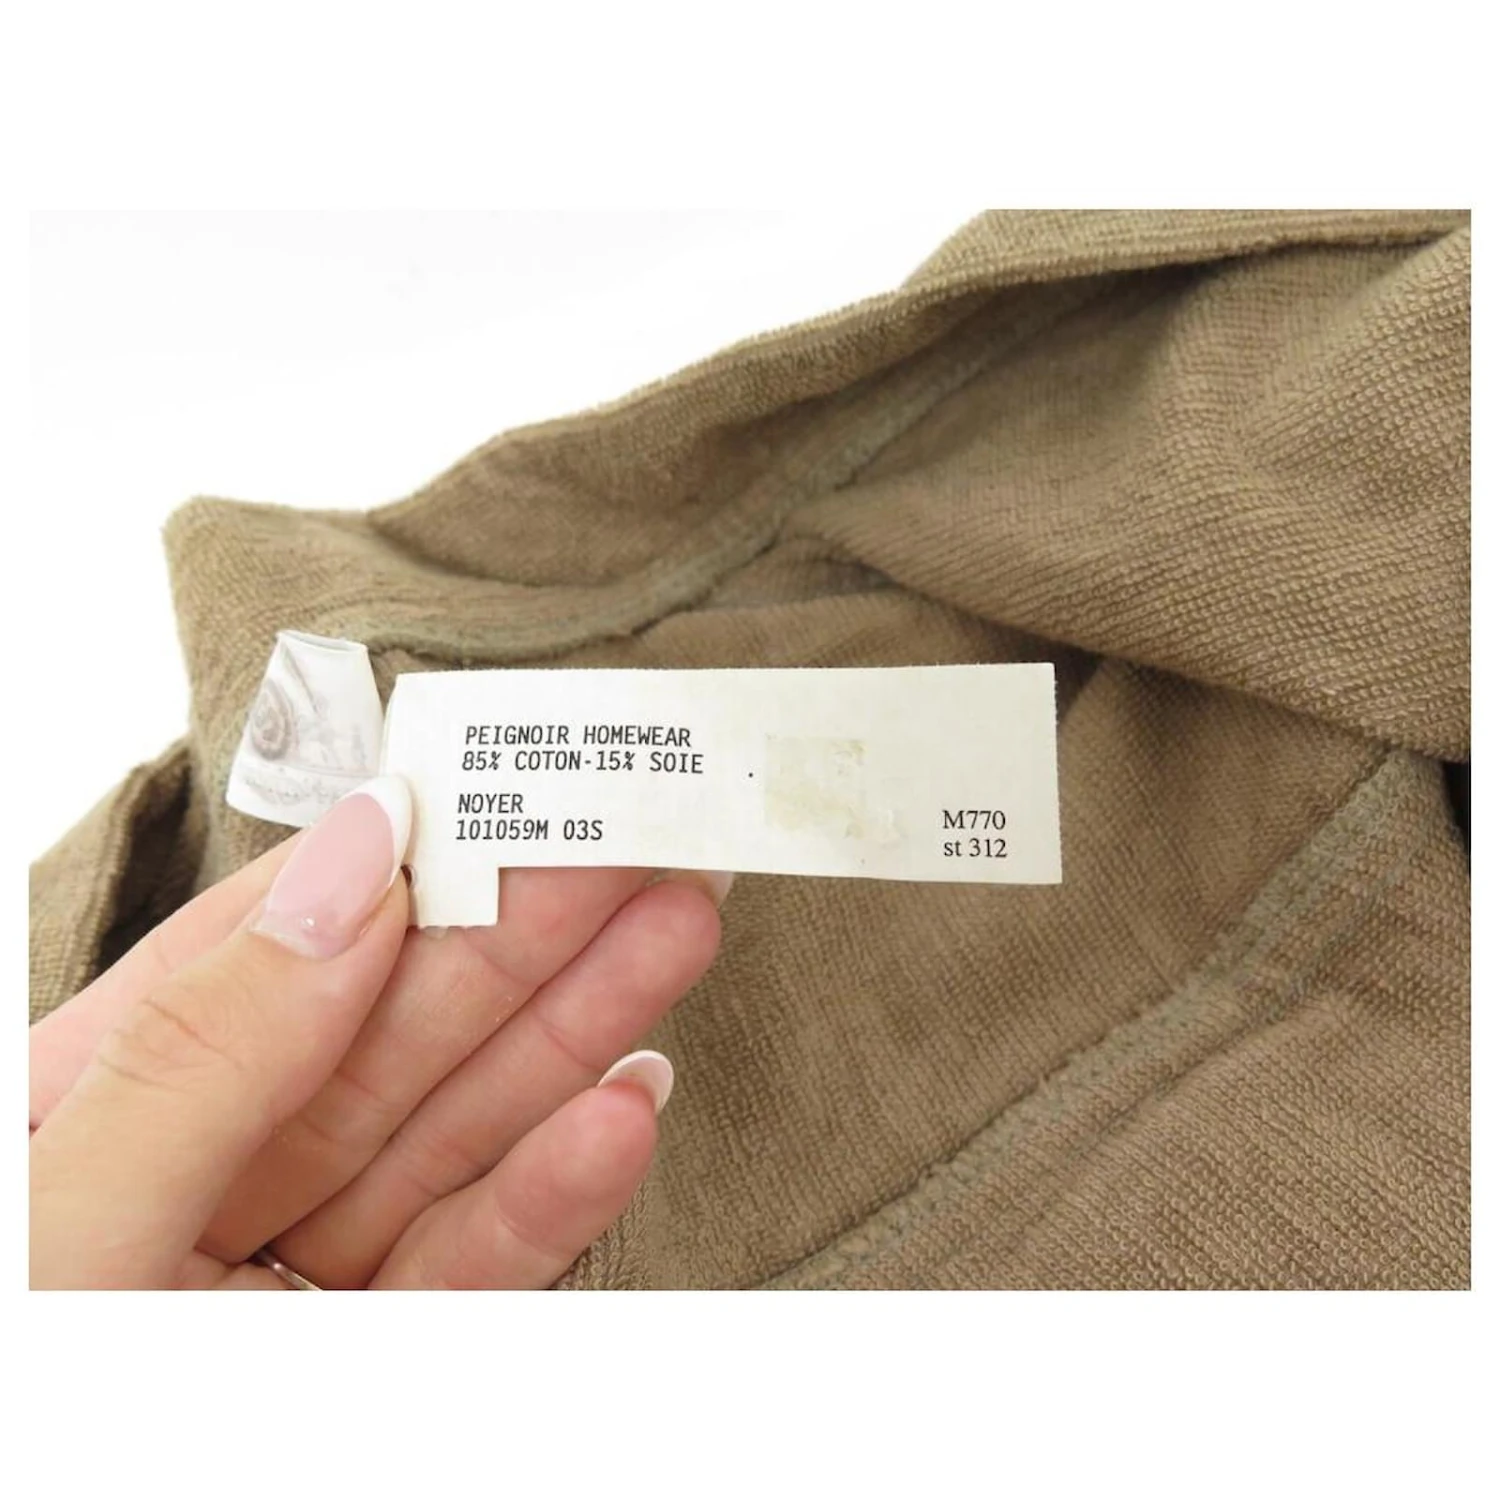 PEIGNOIR HOMEWEAR
85% COTON-15% SOIE
NOYER
101059M 03S
M770
st 312